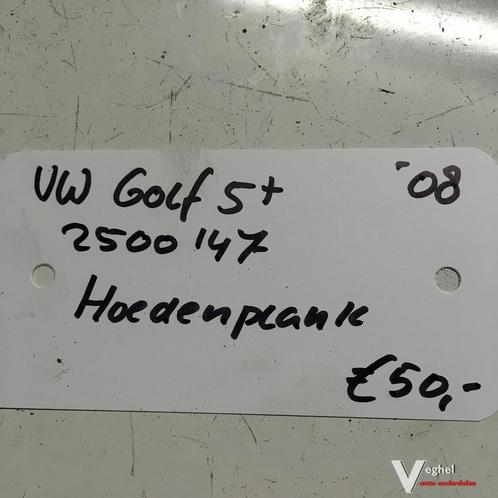 VW Golf 5+ '08
2500147
Hoedenplank
€50,-
Veghel
auto onderdelen